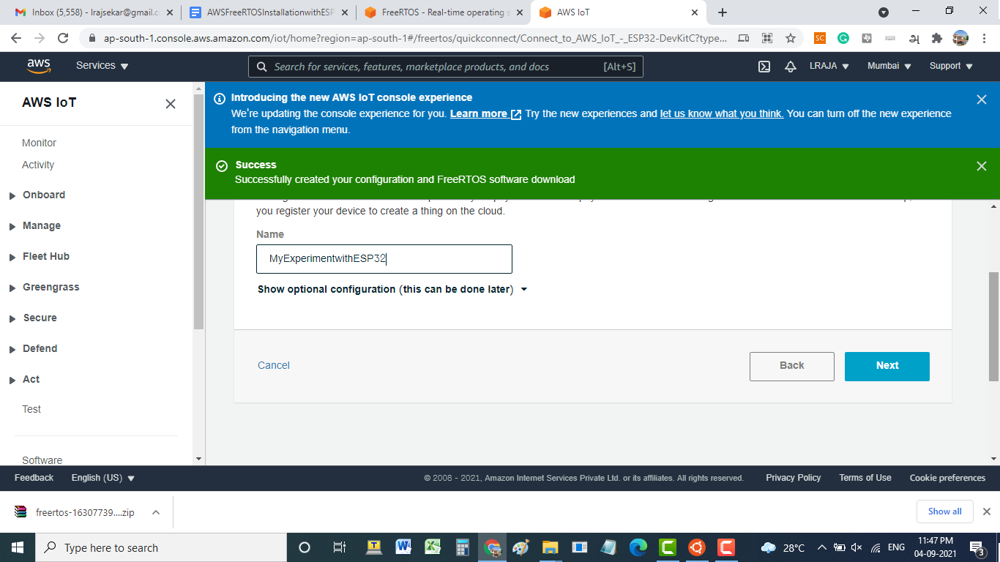 Inbox (5,558) - lrajsekar@gmail.c
AWSFreeRTOSInstallationwithESP
FreeRTOS - Real-time operating s
AWS IoT
ap-south-1.console.aws.amazon.com/iot/home?region=ap-south-1#/freertos/quickconnect/Connect_to_AWS_IoT_-_ESP32-DevKitC?type...
SC
அ
aws
Services
Search for services, features, marketplace products, and docs
[Alt+S]
LRAJA
Mumbai
Support
AWS IoT
Monitor
Activity
Onboard
Manage
Fleet Hub
Greengrass
Secure
Defend
Act
Test
Software
Introducing the new AWS IoT console experience
We're updating the console experience for you. Learn more Try the new experiences and let us know what you think. You can turn off the new experience
from the navigation menu.
Success
Successfully created your configuration and FreeRTOS software download
you register your device to create a thing on the cloud.
Name
MyExperimentwithESP32
Show optional configuration (this can be done later)
Cancel
Back
Next
Feedback
English (US)
© 2008 - 2021, Amazon Internet Services Private Ltd. or its affiliates. All rights reserved.
Privacy Policy
Terms of Use
Cookie preferences
freertos-16307739....zip
Show all
Type here to search
28°C
ENG
11:47 PM
04-09-2021
3